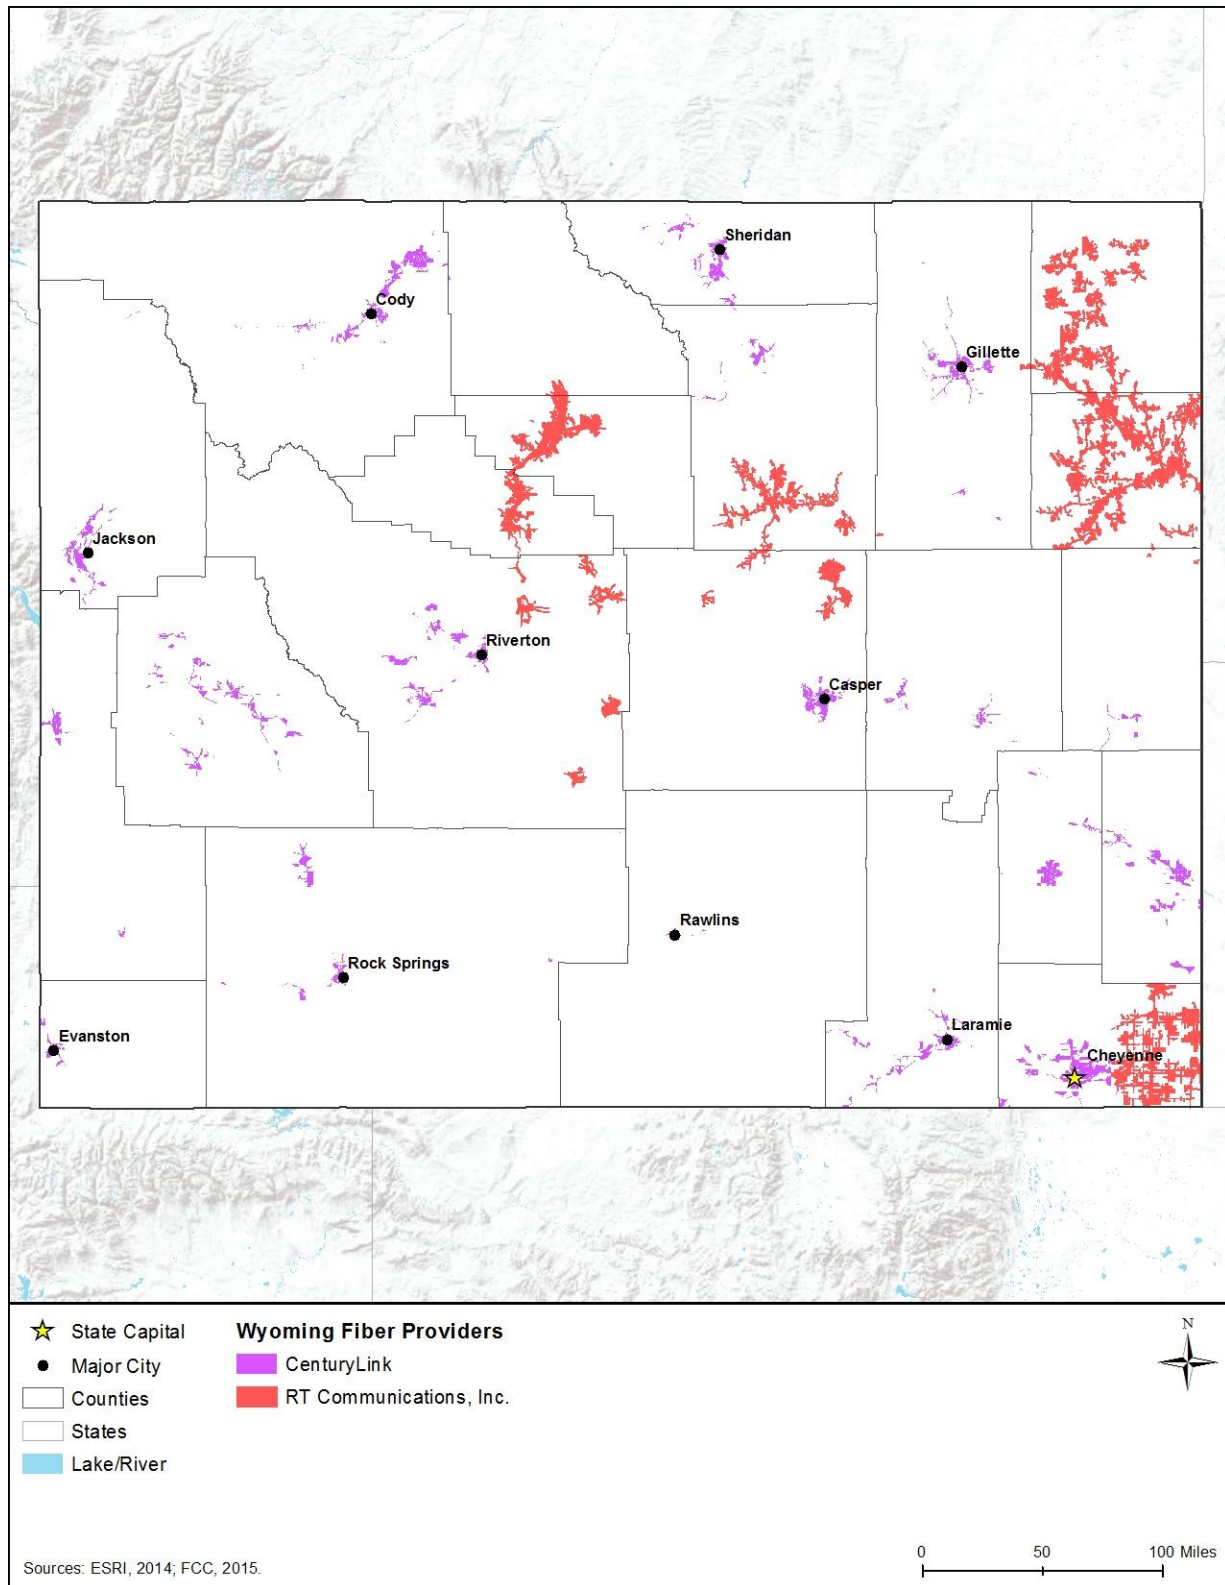 Sheridan
Cody
Gillette
Jackson
Riverton
Casper
Rawlins
Rock Springs
Laramie
Evanston
Cheyenne
State Capital
Major City
Counties
States
Lake/River
Wyoming Fiber Providers
CenturyLink
RT Communications, Inc.
N
Sources: ESRI, 2014; FCC, 2015.
0 50 100 Miles